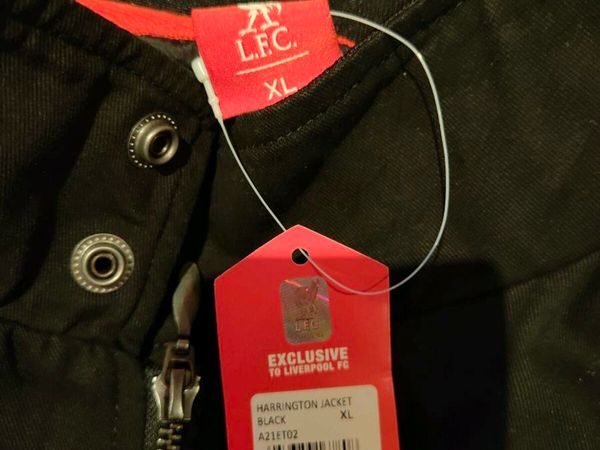 L.F.C.
XL
L.F.C.
EXCLUSIVE
TO LIVERPOOL FC
HARRINGTON JACKET
BLACK XL
A21ET02